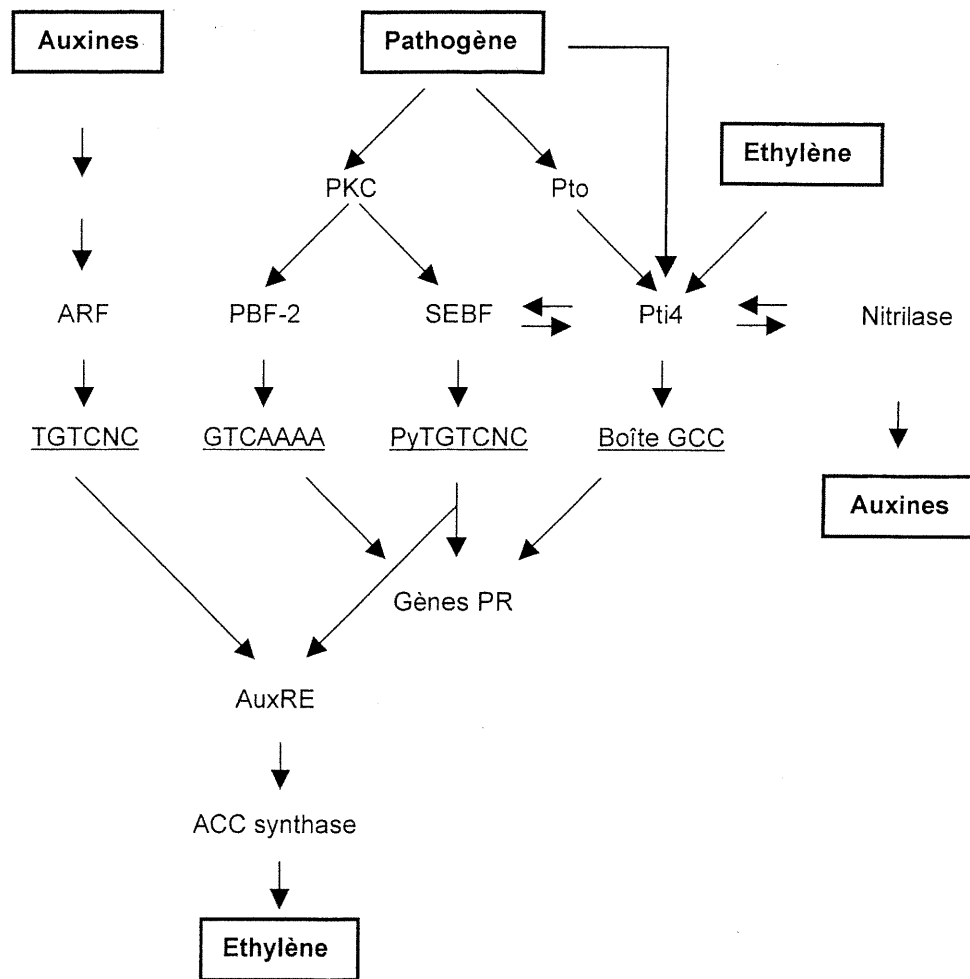 Auxines
Pathogène
Ethylène
PKC
Pto
ARF
PBF-2
SEBF
Pti4
Nitrilase
TGTCNC
GTCAAAA
PyTGTCNC
Boîte GCC
Auxines
Gènes PR
AuxRE
ACC synthase
Ethylène